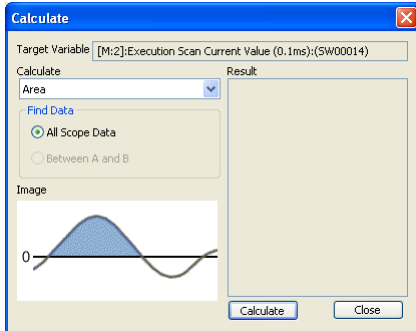 Calculate
Target Variable [M:2]:Execution Scan Current Value (0.1ms):(SW00014)
Calculate
Result
Area
Find Data
All Scope Data
Between A and B
Image
0
Calculate
Close